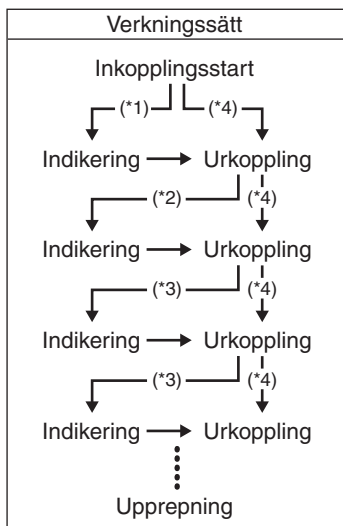 Verkningssätt
Inkopplingsstart
(*1) (*4)
Indikering Urkoppling
(*2) (*4)
Indikering Urkoppling
(*3) (*4)
Indikering Urkoppling
(*3) (*4)
Indikering Urkoppling
Upprepning